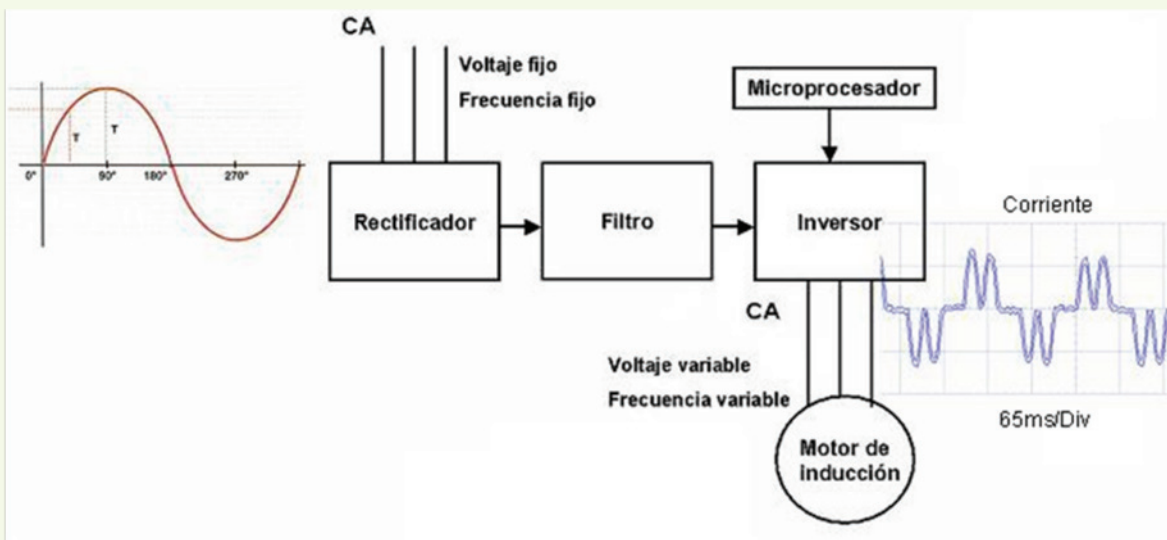 CA
Voltaje fijo
Frecuencia fijo
Microprocesador
T
T
0°
90°
180°
270°
Rectificador
Filtro
Inversor
Corriente
CA
Voltaje variable
Frecuencia variable
65ms/Div
Motor de
inducción